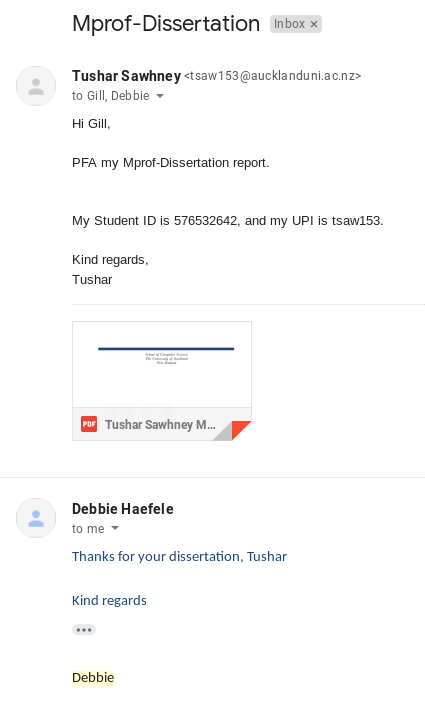 Mprof-Dissertation Inbox ×
Tushar Sawhney <tsaw153@aucklanduni.ac.nz>
to Gill, Debbie
Hi Gill,
PFA my Mprof-Dissertation report.
My Student ID is 576532642, and my UPI is tsaw153.
Kind regards,
Tushar
School of Computer Science
The University of Auckland
New Zealand
PDF Tushar Sawhney M...
Debbie Haefele
to me
Thanks for your dissertation, Tushar
Kind regards
Debbie